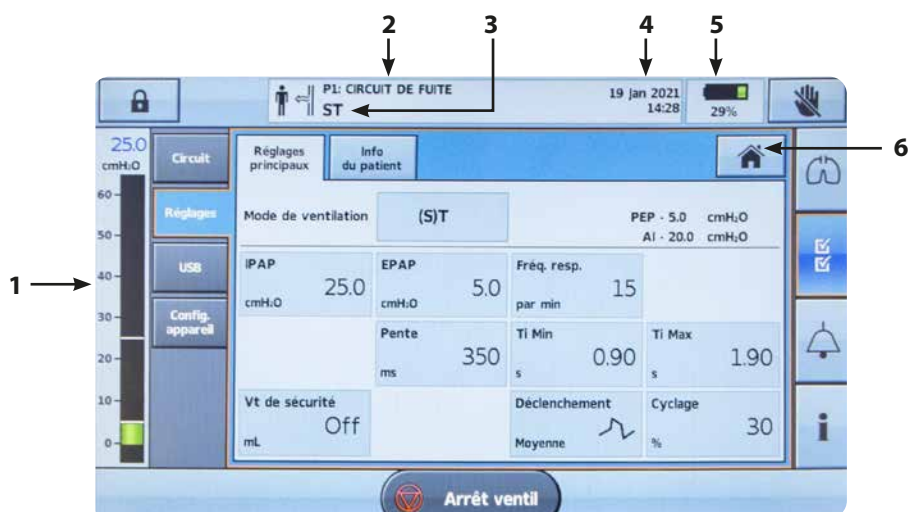 2 3 4 5
P1: CIRCUIT DE FUITE
ST
19 Jan 2021
14:28
29%
25.0
cmH₂O
Circuit
Réglages principaux
Info du patient
6
60
Réglages
Mode de ventilation
(S)T
PEP - 5.0 cmH₂O
AI - 20.0 cmH₂O
50
USB
IPAP
25.0
cmH₂O
EPAP
5.0
cmH₂O
Fréq. resp.
15
par min
1
40
30
Config. appareil
Pente
350
ms
Ti Min
0.90
s
Ti Max
1.90
s
20
10
Vt de sécurité
Off
mL
Déclenchement
Moyenne
Cyclage
30
%
0
Arrêt ventil